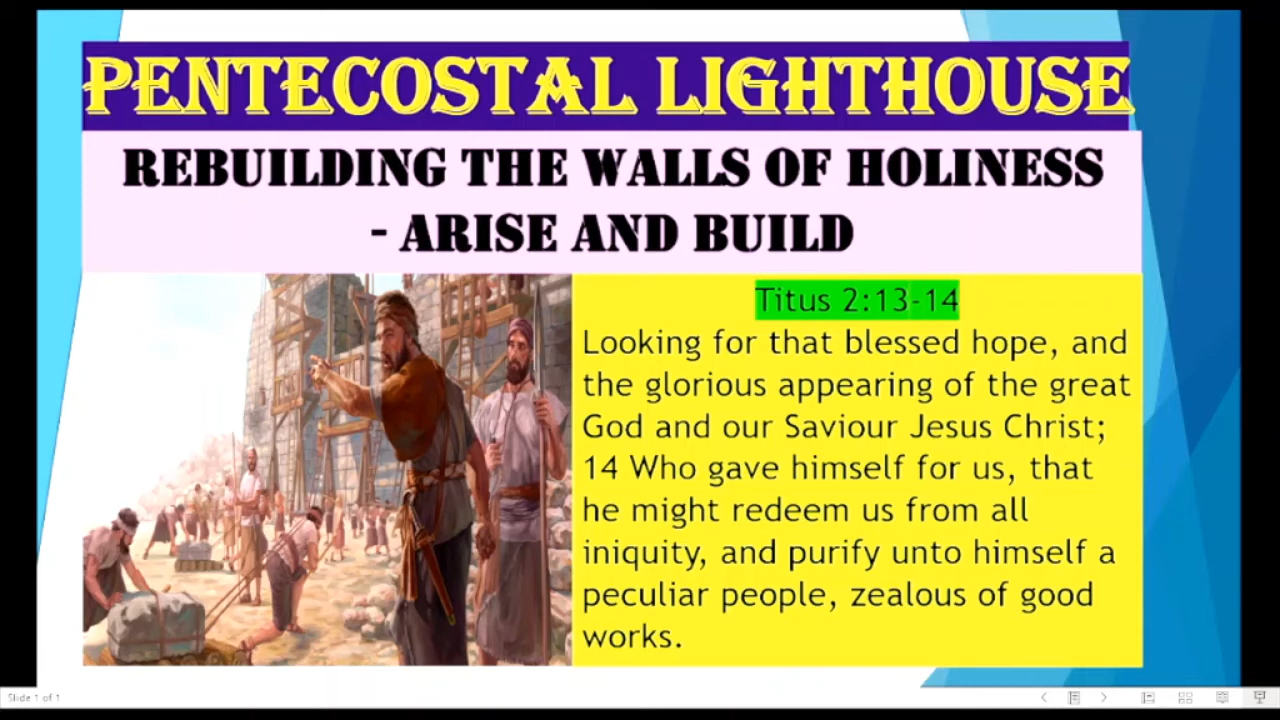 PENTECOSTAL LIGHTHOUSE
REBUILDING THE WALLS OF HOLINESS
- ARISE AND BUILD
Titus 2:13-14
Looking for that blessed hope, and
the glorious appearing of the great
God and our Saviour Jesus Christ;
14 Who gave himself for us, that
he might redeem us from all
iniquity, and purify unto himself a
peculiar people, zealous of good
works.
Slide 1 of 1